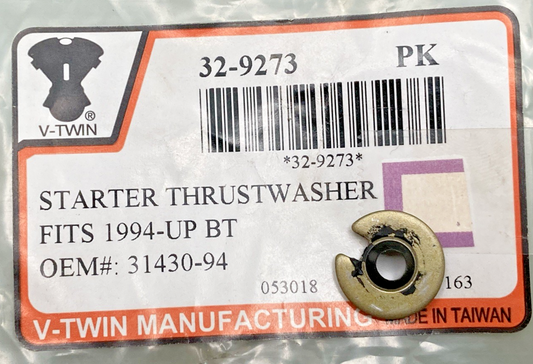 32-9273 PK
®
V-TWIN
*32-9273*
STARTER THRUSTWASHER
FITS 1994-UP BT
OEM#: 31430-94
053018 163
V-TWIN MANUFACTURING MADE IN TAIWAN